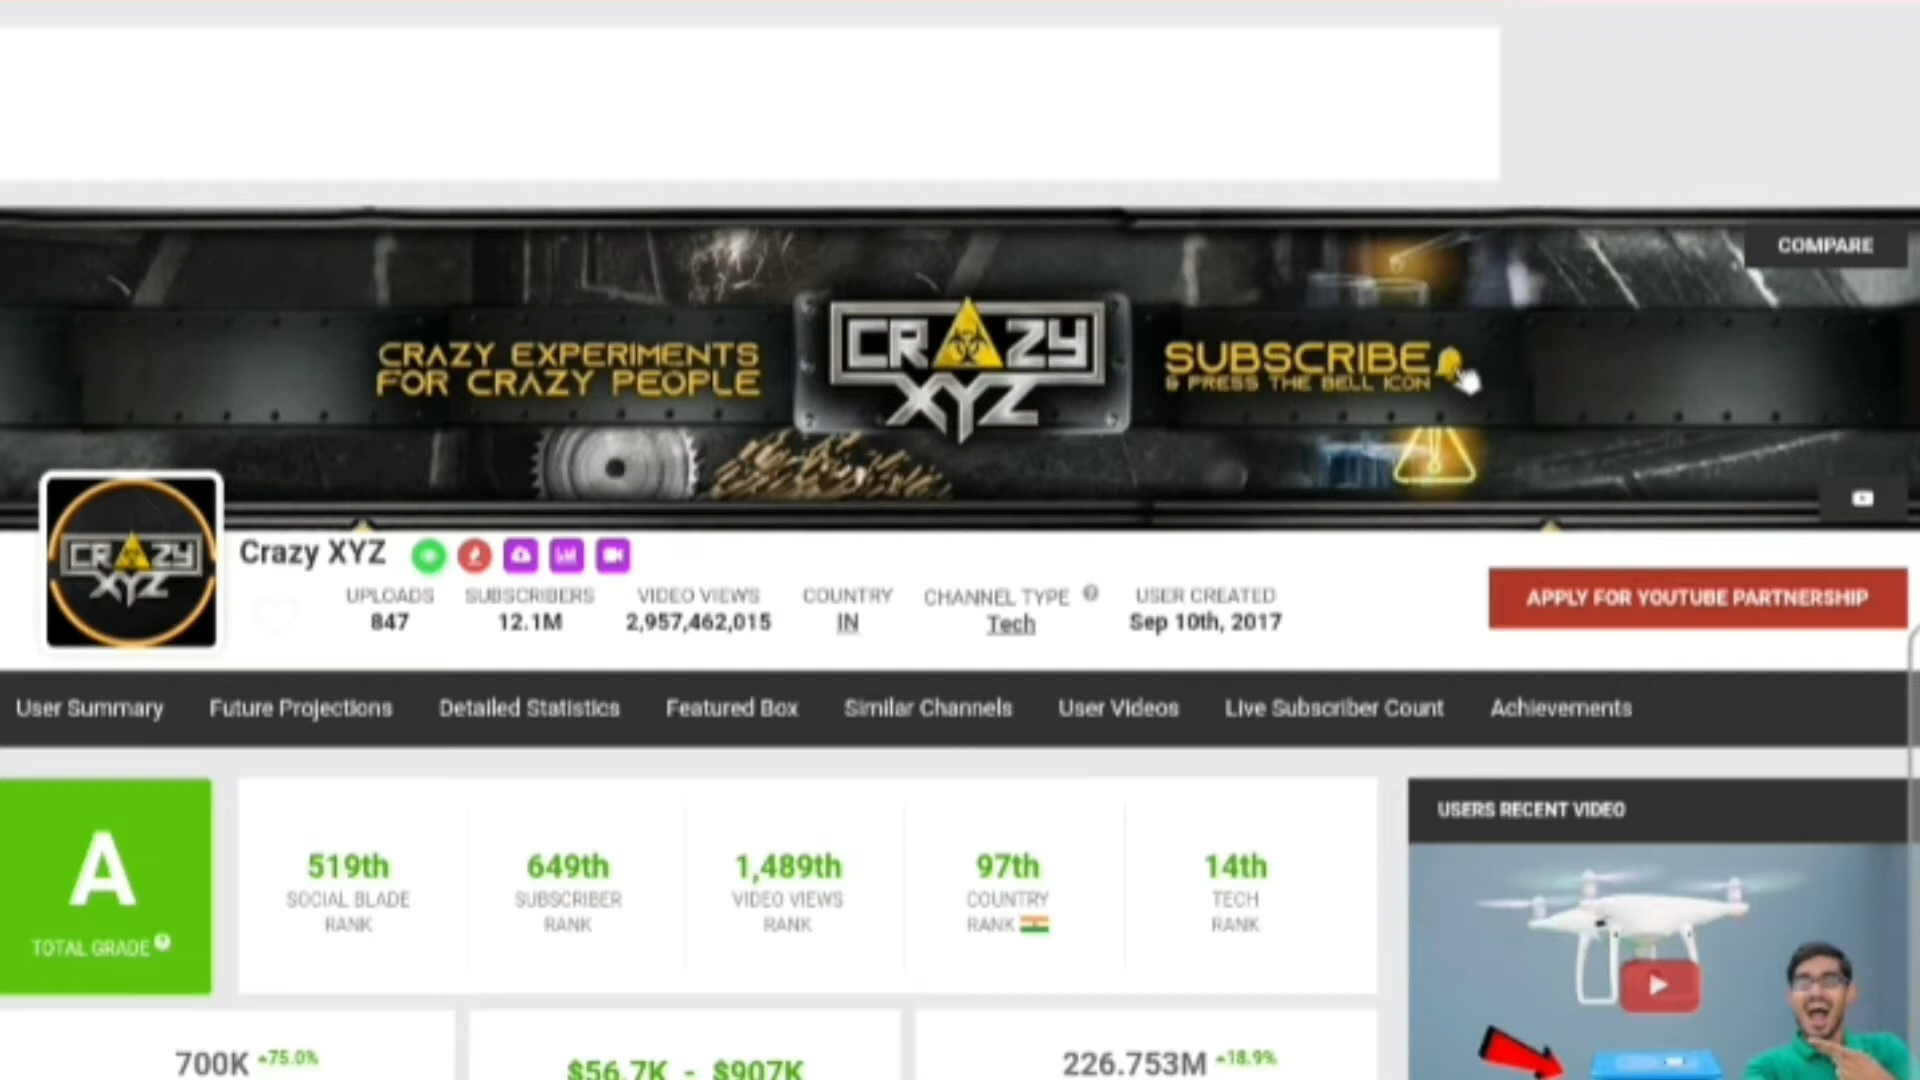 COMPARE
CRAZY EXPERIMENTS
FOR CRAZY PEOPLE
CRAZY
XYZ
SUBSCRIBE
& PRESS THE BELL ICON
CRAZY
XYZ
Crazy XYZ
UPLOADS
847
SUBSCRIBERS
12.1M
VIDEO VIEWS
2,957,462,015
COUNTRY
IN
CHANNEL TYPE
Tech
USER CREATED
Sep 10th, 2017
APPLY FOR YOUTUBE PARTNERSHIP
User Summary Future Projections Detailed Statistics Featured Box Similar Channels User Videos Live Subscriber Count Achievements
A
TOTAL GRADE
519th
SOCIAL BLADE
RANK
649th
SUBSCRIBER
RANK
1,489th
VIDEO VIEWS
RANK
97th
COUNTRY
RANK
14th
TECH
RANK
USERS RECENT VIDEO
700K 75.0%
$56.7K - $907K
226.753M 18.9%